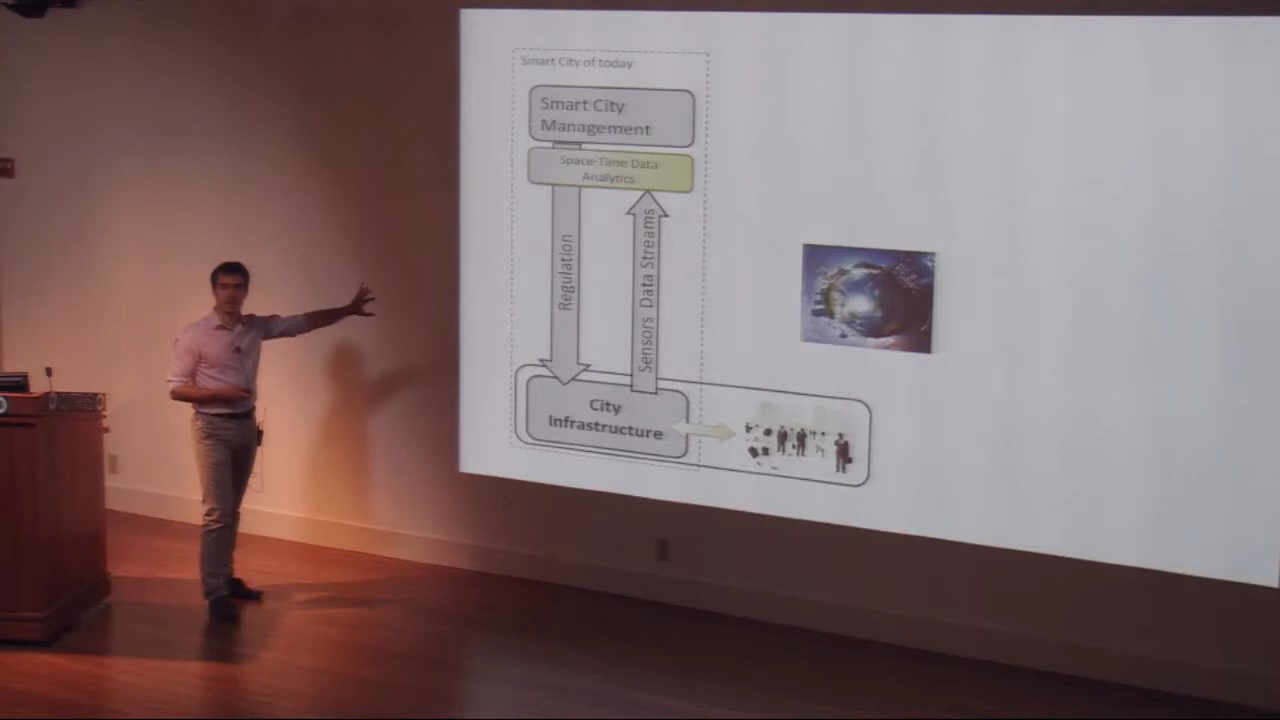 Smart City of today
Smart City
Management
Space-Time Data
Analytics
Regulation
Sensors Data Streams
City
Infrastructure